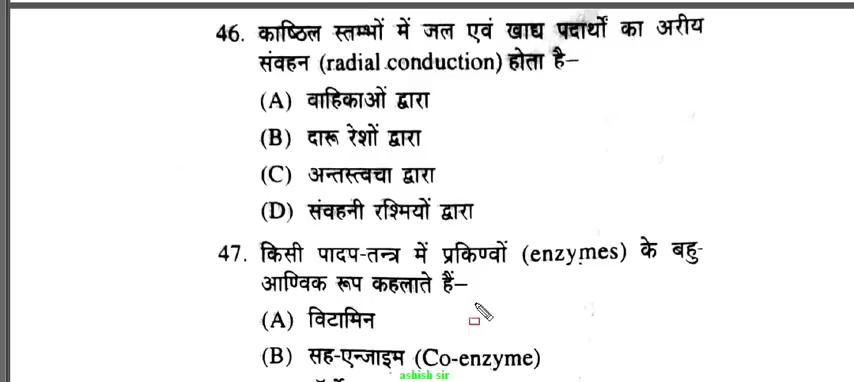 46. काष्ठिल स्तम्भों में जल एवं खाद्य पदार्थों का अरीय
संवहन (radial conduction) होता है–
(A) वाहिकाओं द्वारा
(B) दारू रेशों द्वारा
(C) अन्तस्त्वचा द्वारा
(D) संवहनी रश्मियों द्वारा
47. किसी पादप-तन्त्र में प्रकिण्वों (enzymes) के बहु-
आण्विक रूप कहलाते हैं–
(A) विटामिन
(B) सह-एन्जाइम (Co-enzyme)
ashish sir